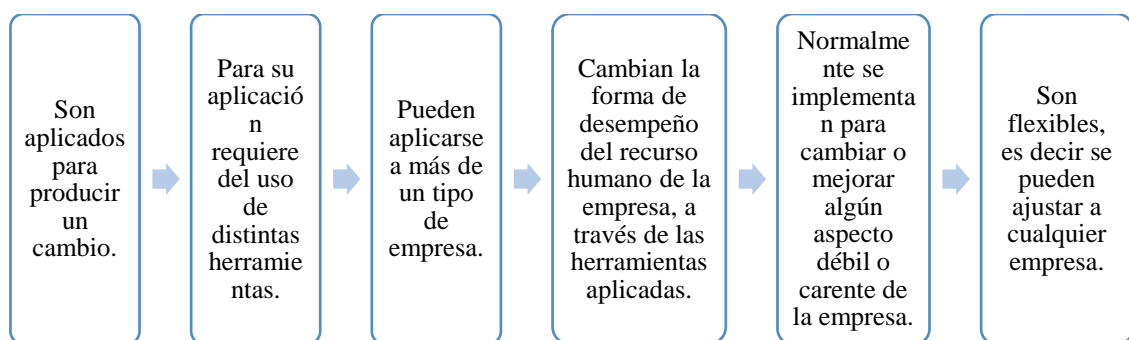 Son
aplicados
para
producir
un
cambio.
Para su
aplicació
n
requiere
del uso
de
distintas
herramie
ntas.
Pueden
aplicarse
a más de
un tipo
de
empresa.
Cambian la
forma de
desempeño
del recurso
humano de la
empresa, a
través de las
herramientas
aplicadas.
Normalme
nte se
implementa
n para
cambiar o
mejorar
algún
aspecto
débil o
carente de
la empresa.
Son
flexibles,
es decir se
pueden
ajustar a
cualquier
empresa.